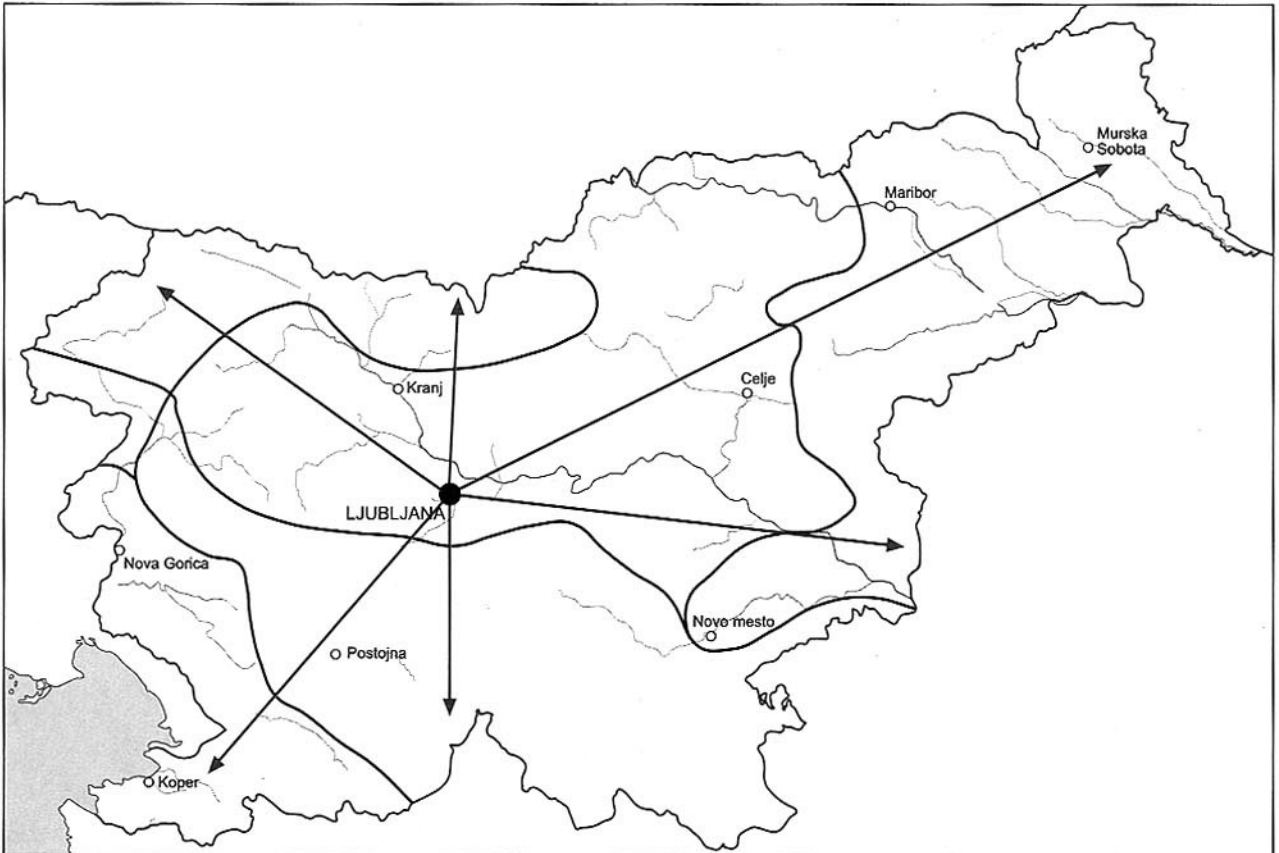 Murska
Sobota
Maribor
Kranj
Celje
LJUBLJANA
Nova Gorica
Novo mesto
Postojna
Koper